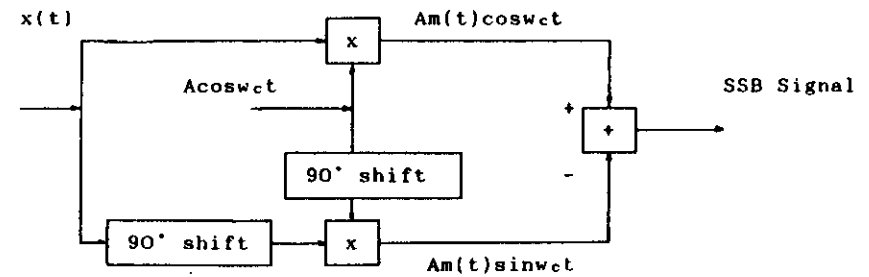 x(t)
Am(t)coswct
x
Acoswct
SSB Signal
+
+
-
90° shift
90° shift
x
Am(t)sinwct